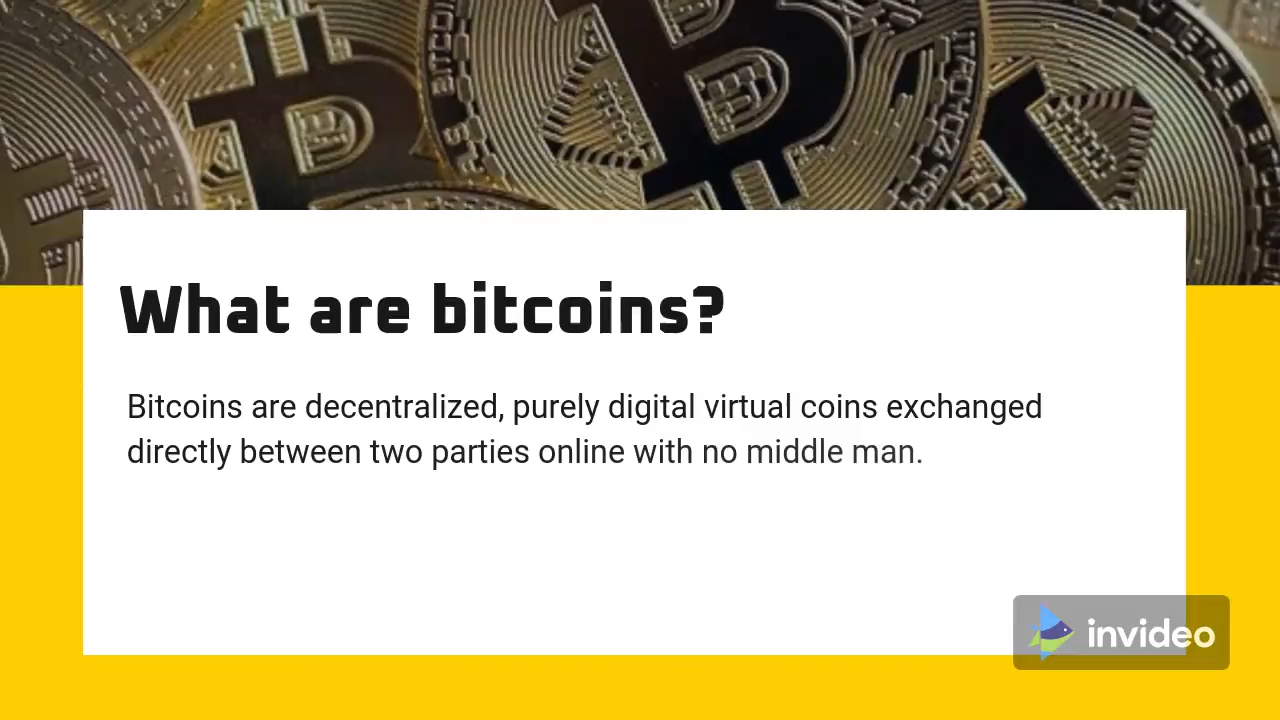 What are bitcoins?
Bitcoins are decentralized, purely digital virtual coins exchanged
directly between two parties online with no middle man.
invideo